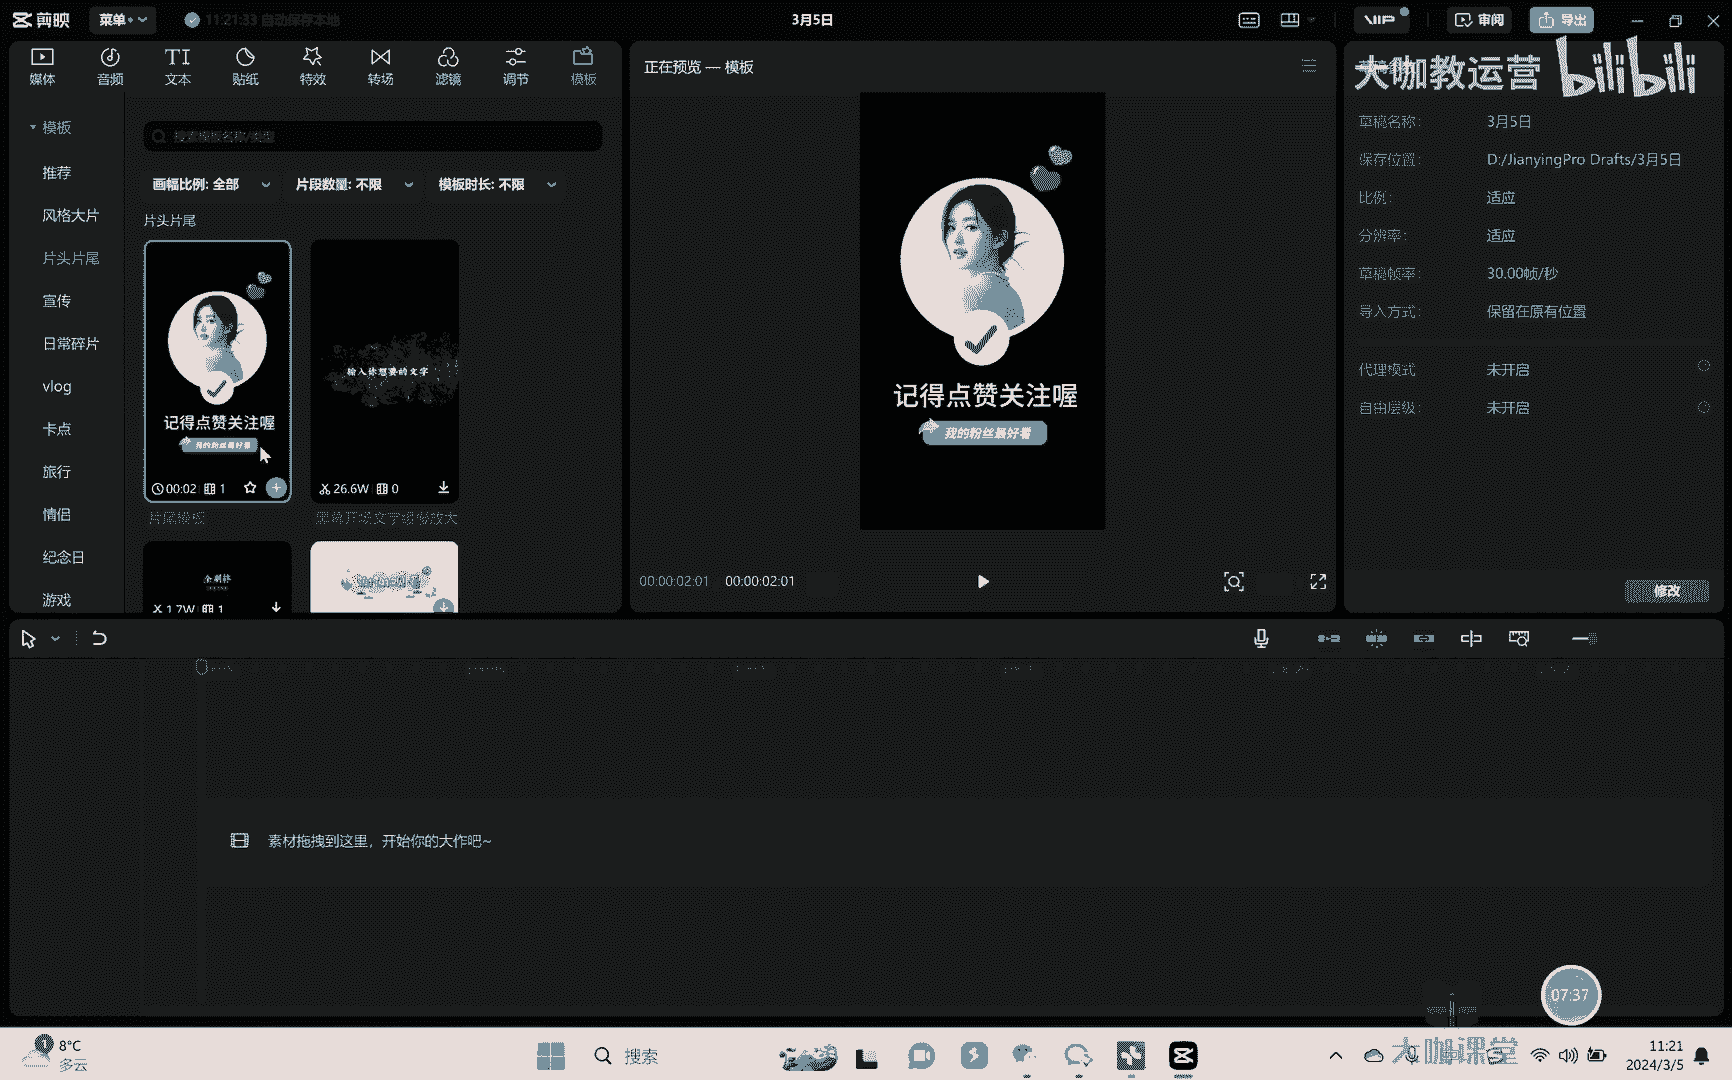 剪映
菜单
11:21:33 自动保存本地
3月5日
VIP
审阅
导出
媒体
音频
TI
文本
贴纸
特效
转场
滤镜
调节
模板
正在预览 — 模板
大咖教运营
bilibili
模板
推荐
风格大片
片头片尾
宣传
日常碎片
vlog
卡点
旅行
情侣
纪念日
游戏
搜索模板名称/类型
画幅比例: 全部
片段数量: 不限
模板时长: 不限
片头片尾
记得点赞关注喔
我的粉丝最好看
00:02
1
片尾模板
输入你想要的文字
26.6W
0
黑幕开场文字缓慢放大
全剧终
1.7W
1
记得点赞关注喔
我的粉丝最好看
00:00:02:01
00:00:02:01
草稿名称:
3月5日
保存位置:
D:/JianyingPro Drafts/3月5日
比例:
适应
分辨率:
适应
草稿帧率:
30.00帧/秒
导入方式:
保留在原有位置
代理模式
未开启
自由层级:
未开启
修改
素材拖拽到这里，开始你的大作吧~
07:37
1
8°C
多云
搜索
大咖课堂
11:21
2024/3/5